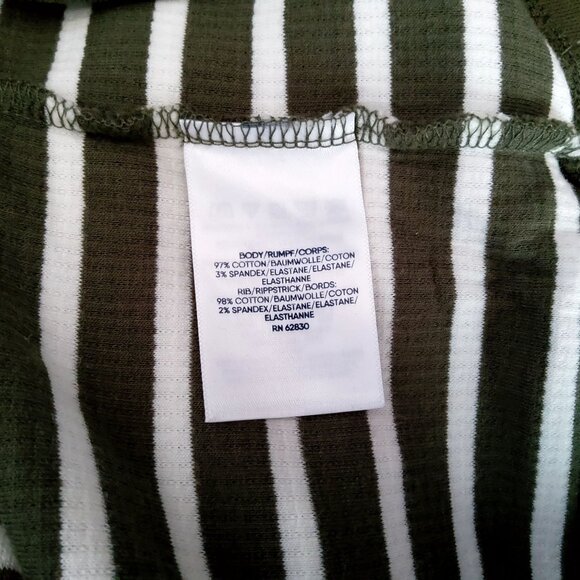 BODY/RUMPF/CORPS:
97% COTTON/BAUMWOLLE/COTON
3% SPANDEX/ELASTANE/ELASTANE/
ELASTHANNE
RIB/RIPPSTRICK/BORDS:
98% COTTON/BAUMWOLLE/COTON
2% SPANDEX/ELASTANE/ELASTANE/
ELASTHANNE
RN 62830